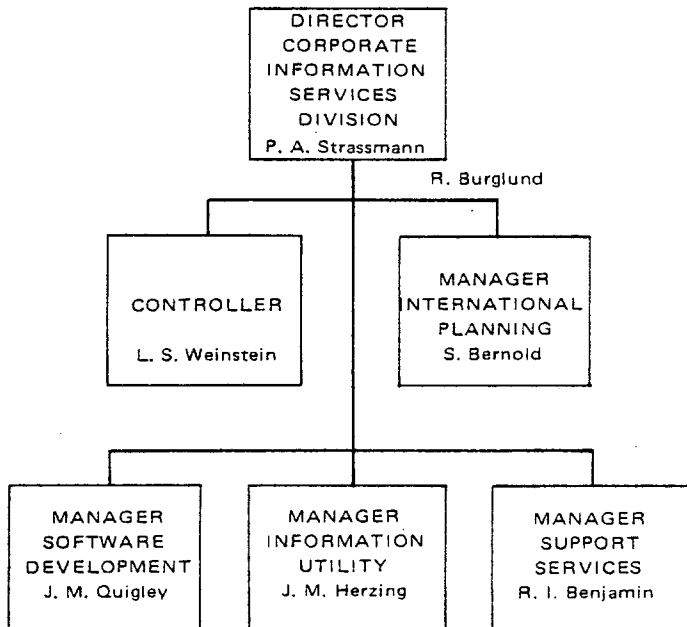 DIRECTOR
CORPORATE
INFORMATION
SERVICES
DIVISION
P. A. Strassmann
R. Burglund
CONTROLLER
L. S. Weinstein
MANAGER
INTERNATIONAL
PLANNING
S. Bernold
MANAGER
SOFTWARE
DEVELOPMENT
J. M. Quigley
MANAGER
INFORMATION
UTILITY
J. M. Herzing
MANAGER
SUPPORT
SERVICES
R. I. Benjamin